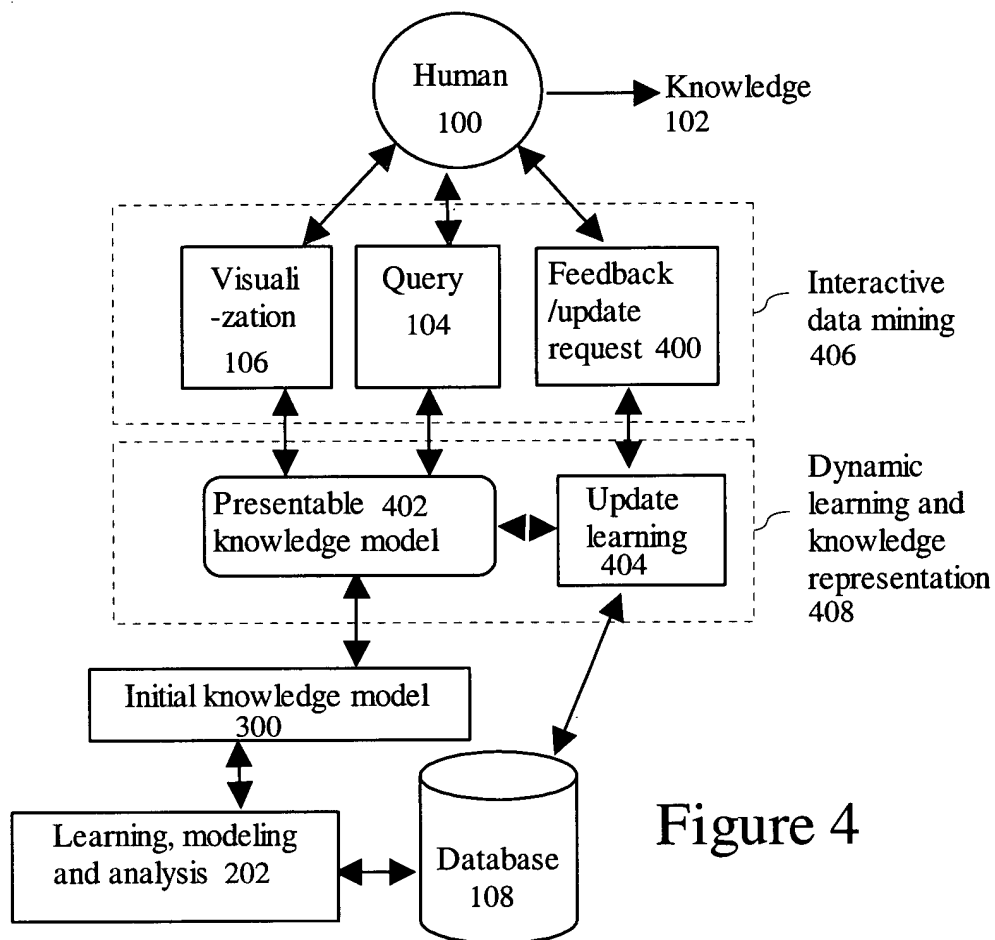 Human
100
Knowledge
102
Visuali
-zation
106
Query
104
Feedback
/update
request 400
Interactive
data mining
406
Presentable 402
knowledge model
Update
learning
404
Dynamic
learning and
knowledge
representation
408
Initial knowledge model
300
Learning, modeling
and analysis 202
Database
108
Figure 4